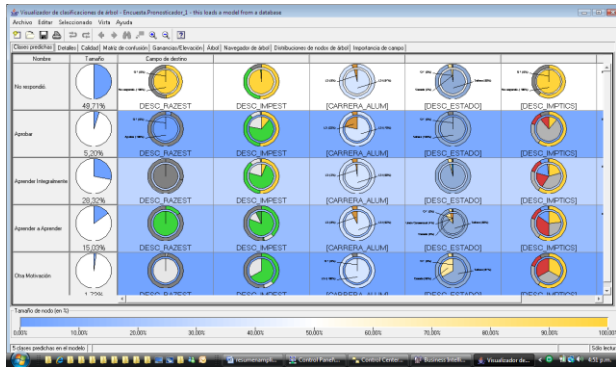 Visualizador de clasificaciones de árbol - Encuesta.Pronosticador_1 - this loads a model from a database
Archivo Editar Seleccionado Vista Ayuda
Clases predichas Detalles Calidad Matriz de confusión Ganancias/Elevación Árbol Navegador de árbol Distribuciones de nodos de árbol Importancia de campo
Nombre Tamaño Campo de destino
No respondió
48,71% DESC_RAZEST DESC_IMPEST [CARRERA_ALUM] [DESC_ESTADO] [DESC_IMPTICS]
Aprobar
5,20% DESC_RAZEST DESC_IMPEST [CARRERA_ALUM] [DESC_ESTADO] [DESC_IMPTICS]
Aprender Integralmente
28,32% DESC_RAZEST DESC_IMPEST [CARRERA_ALUM] [DESC_ESTADO] [DESC_IMPTICS]
Aprender a Aprender
15,03% DESC_RAZEST DESC_IMPEST [CARRERA_ALUM] [DESC_ESTADO] [DESC_IMPTICS]
Otra Motivación
Tamaño de nodo (en %)
0,00% 10,00% 20,00% 30,00% 40,00% 50,00% 60,00% 70,00% 80,00% 90,00%
5 clases predichas en el modelo Sólo lectura
resumenampl... Control Panel\... Control Center... Business Intelli... Visualizador de... 4:51 p.m.